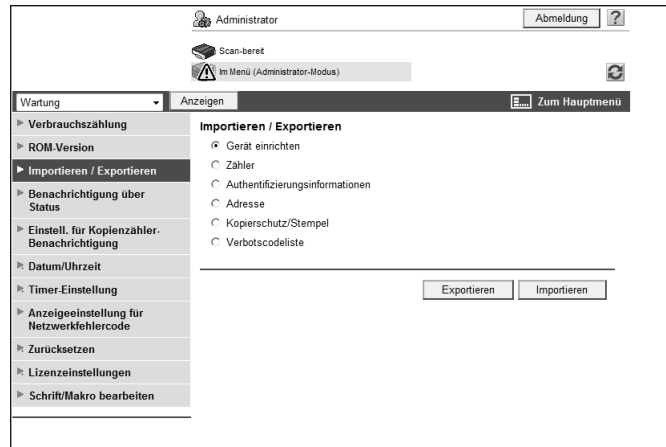 Administrator
Abmeldung
?
Scan-bereit
Im Menü (Administrator-Modus)
Wartung
Anzeigen
Zum Hauptmenü
Verbrauchszählung
ROM-Version
Importieren / Exportieren
Benachrichtigung über
Status
Einstell. für Kopienzähler-
Benachrichtigung
Datum/Uhrzeit
Timer-Einstellung
Anzeigeeinstellung für
Netzwerkfehlercode
Zurücksetzen
Lizenzeinstellungen
Schrift/Makro bearbeiten
Importieren / Exportieren
Gerät einrichten
Zähler
Authentifizierungsinformationen
Adresse
Kopierschutz/Stempel
Verbotscodeliste
Exportieren
Importieren